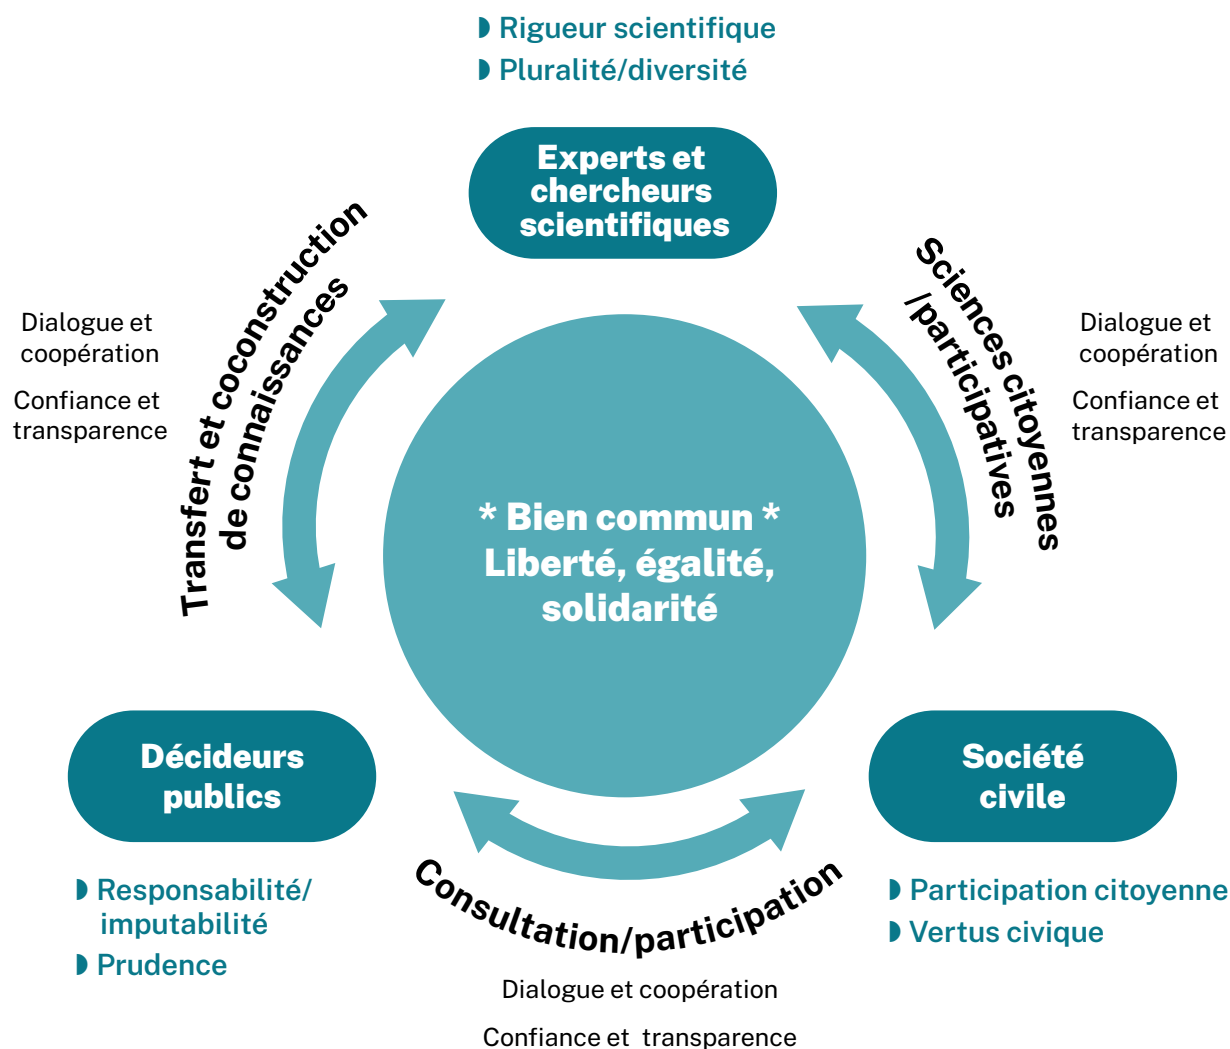 Rigueur scientifique
Pluralité/diversité
Experts et
chercheurs
scientifiques
Transfert et coconstruction
de connaissances
Dialogue et
coopération
Confiance et
transparence
Sciences citoyennes
/participatives
Dialogue et
coopération
Confiance et
transparence
* Bien commun *
Liberté, égalité,
solidarité
Décideurs
publics
Responsabilité/
imputabilité
Prudence
Société
civile
Participation citoyenne
Vertus civique
Consultation/participation
Dialogue et coopération
Confiance et transparence